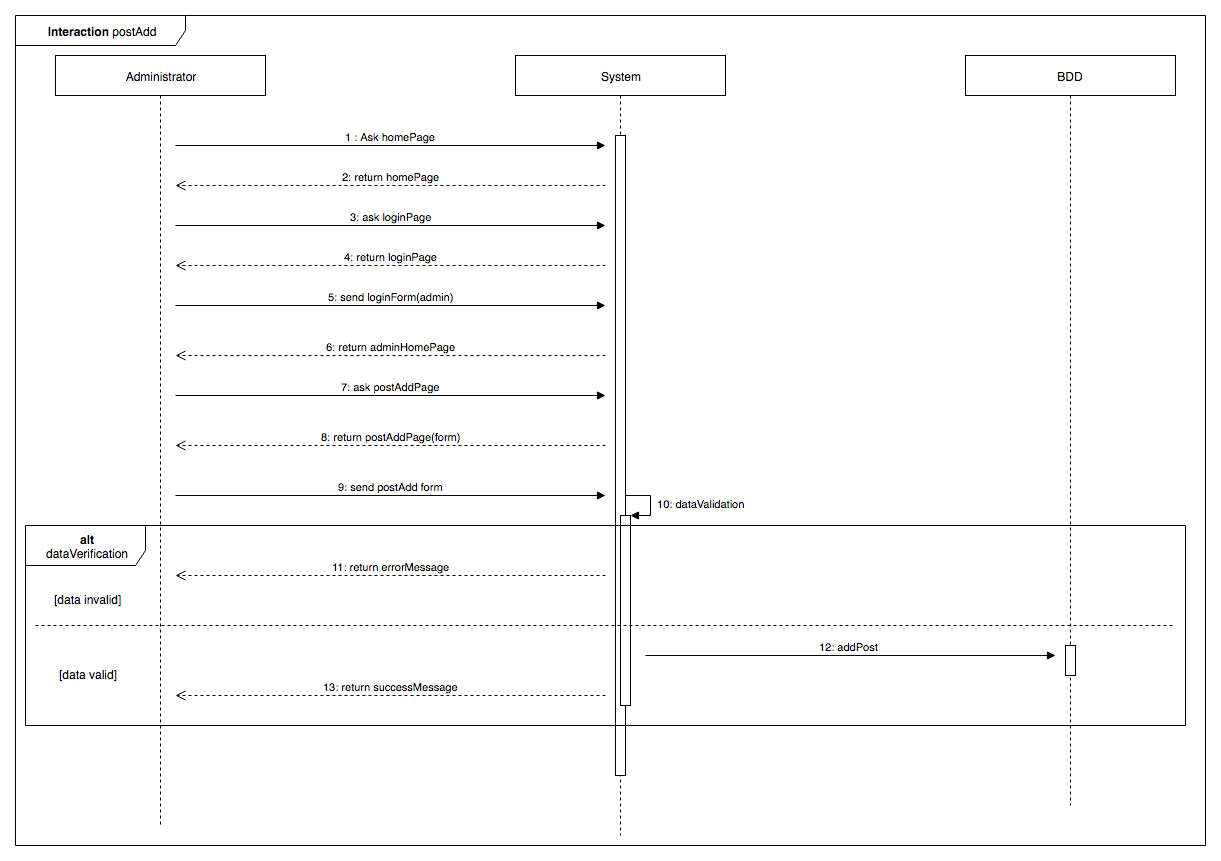 Interaction postAdd
Administrator
System
BDD
1 : Ask homePage
2: return homePage
3: ask loginPage
4: return loginPage
5: send loginForm(admin)
6: return adminHomePage
7: ask postAddPage
8: return postAddPage(form)
9: send postAdd form
10: dataValidation
alt
dataVerification
11: return errorMessage
[data invalid]
12: addPost
[data valid]
13: return successMessage